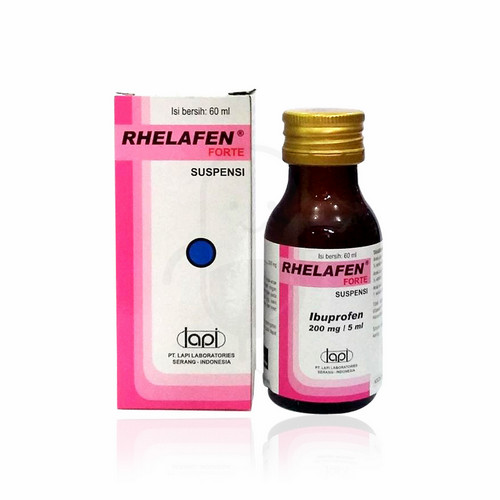 Isi bersih: 60 ml
RHELAFEN®
FORTE
SUSPENSI
lapi
PT. LAPI LABORATORIES
SERANG - INDONESIA
Isi bersih: 60 ml
RHELAFEN®
FORTE
SUSPENSI
Ibuprofen
200 mg / 5 ml
lapi
PT. LAPI LABORATORIES
SERANG - INDONESIA